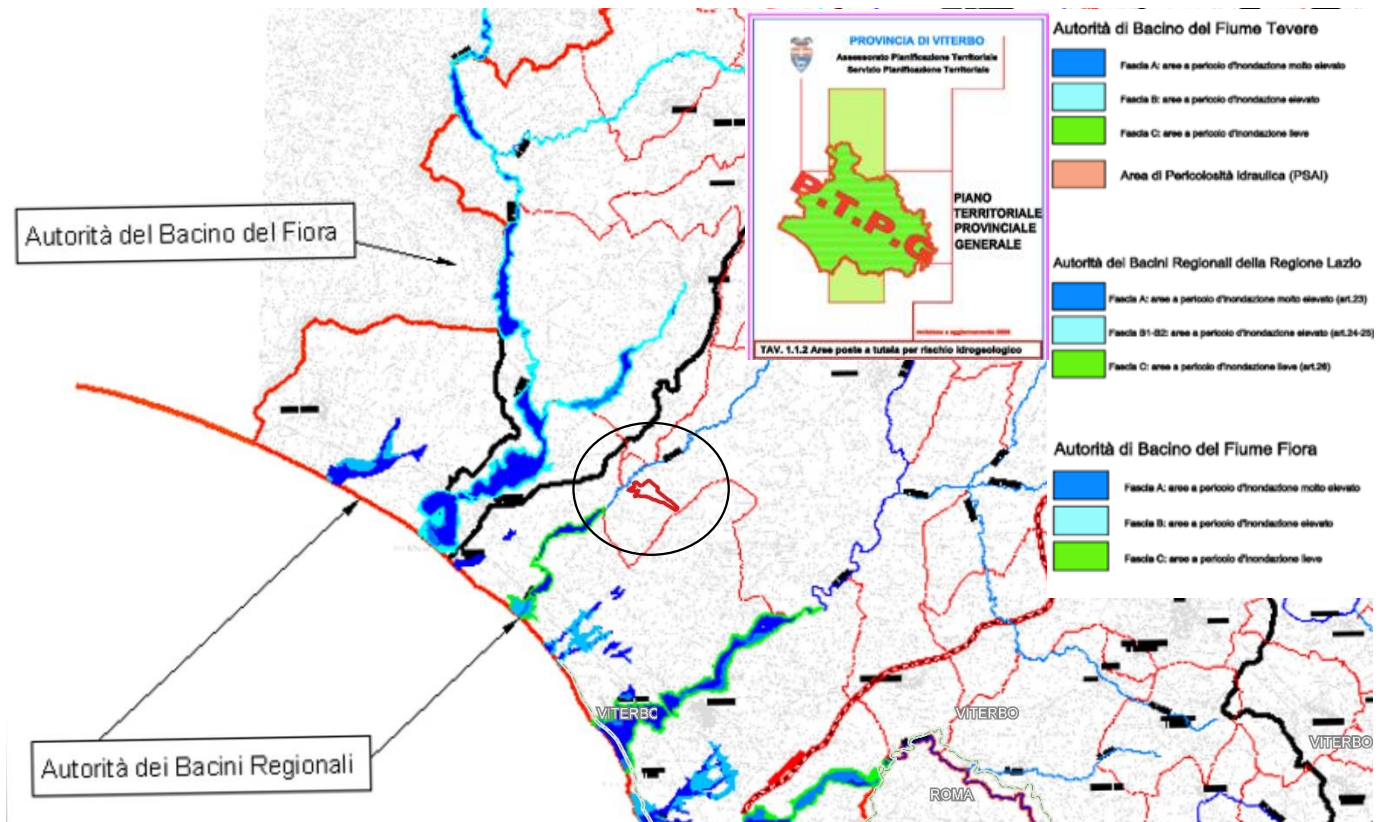 PROVINCIA DI VITERBO
Assessorato Planificazione Territoriale
Servizio Planificazione Territoriale
P.T.P.G
PIANO
TERRITORIALE
PROVINCIALE
GENERALE
TAV. 1.1.2 Aree poste a tutela per rischio idrogeologico
Autorità di Bacino del Fiume Tevere
Fascia A: aree a pericolo d'inondazione molto elevato
Fascia B: aree a pericolo d'inondazione elevato
Fascia C: aree a pericolo d'inondazione lieve
Area di Pericolosità Idraulica (PSAI)
Autorità dei Bacini Regionali della Regione Lazio
Fascia A: aree a pericolo d'inondazione molto elevato (art.23)
Fascia B1-B2: aree a pericolo d'inondazione elevato (art.24-25)
Fascia C: aree a pericolo d'inondazione lieve (art.26)
Autorità di Bacino del Fiume Fiora
Fascia A: aree a pericolo d'inondazione molto elevato
Fascia B: aree a pericolo d'inondazione elevato
Fascia C: aree a pericolo d'inondazione lieve
Autorità del Bacino del Fiora
Autorità dei Bacini Regionali
VITERBO
VITERBO
VITERBO
ROMA